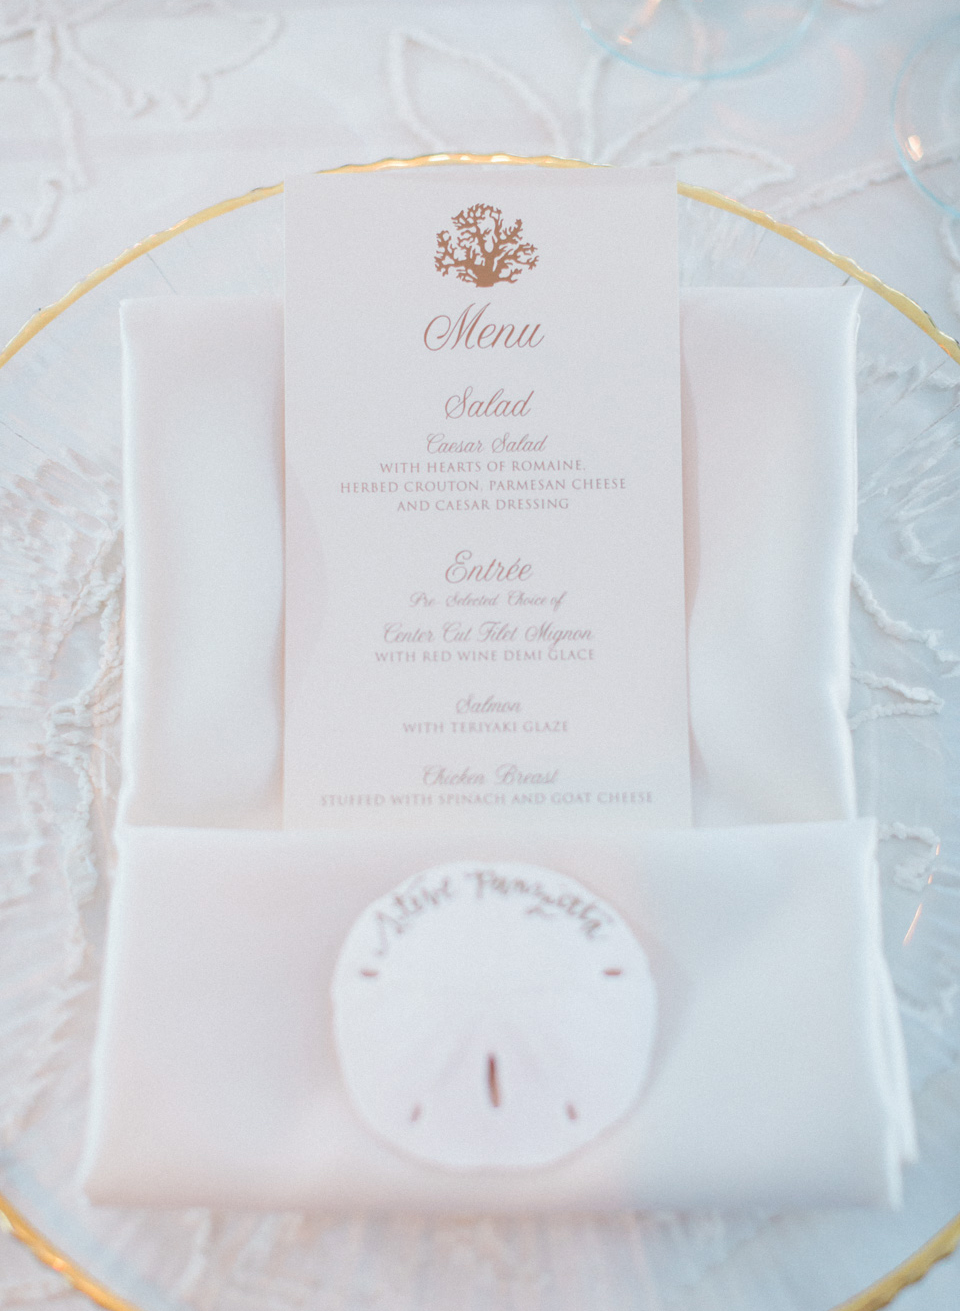 Menu
Salad
Caesar Salad
WITH HEARTS OF ROMAINE,
HERBED CROUTON, PARMESAN CHEESE
AND CAESAR DRESSING
Entrée
Pre-Selected Choice of
Center Cut Filet Mignon
WITH RED WINE DEMI GLACE
Salmon
WITH TERIYAKI GLAZE
Chicken Breast
STUFFED WITH SPINACH AND GOAT CHEESE